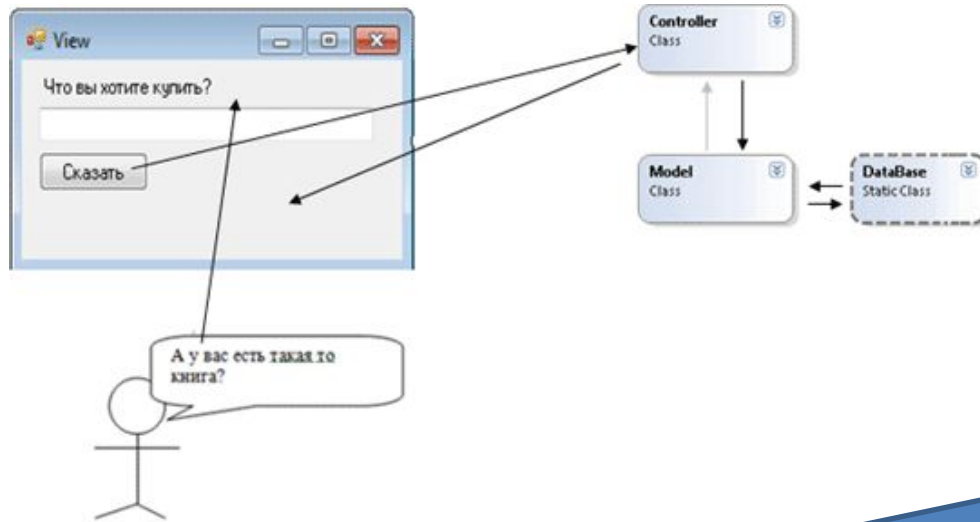 View
Что вы хотите купить?
Сказать
Controller
Class
Model
Class
DataBase
Static Class
А у вас есть такая то
книга?